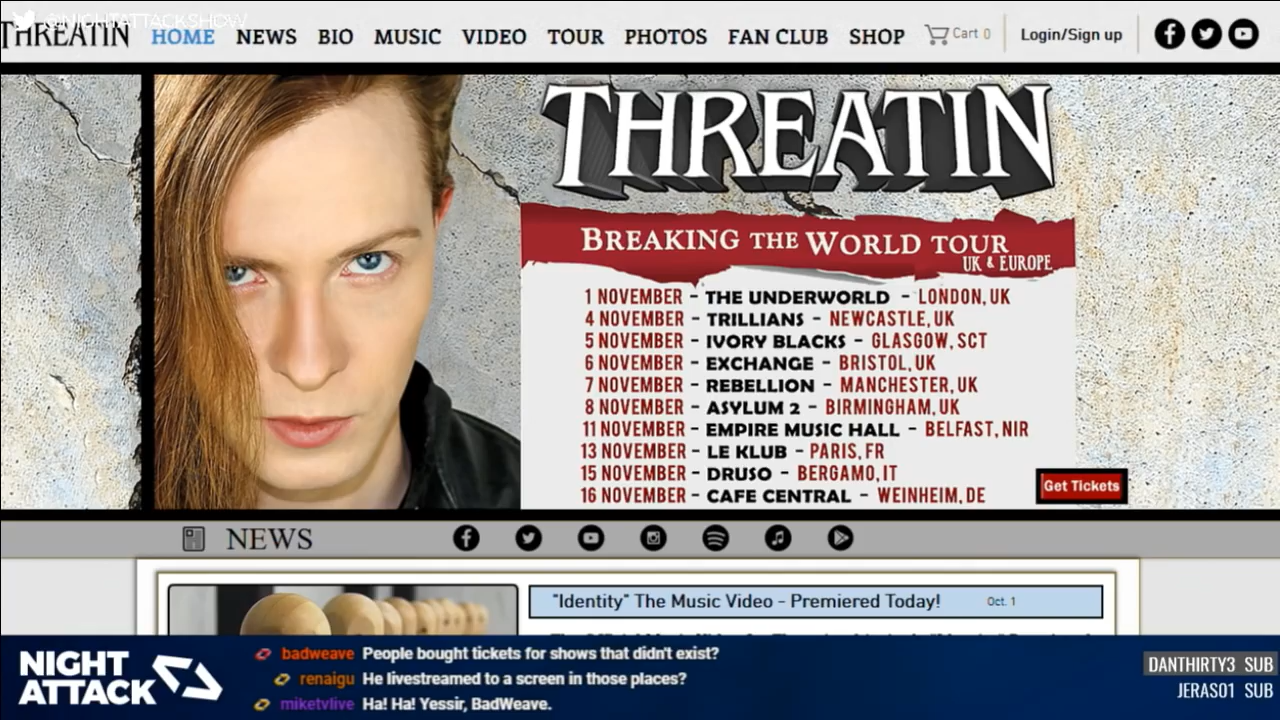 @NIGHTATTACKSHOW
THREATIN HOME NEWS BIO MUSIC VIDEO TOUR PHOTOS FAN CLUB SHOP Cart 0 Login/Sign up
THREATIN
BREAKING THE WORLD TOUR
UK & EUROPE
1 NOVEMBER - THE UNDERWORLD - LONDON, UK
4 NOVEMBER - TRILLIANS - NEWCASTLE, UK
5 NOVEMBER - IVORY BLACKS - GLASGOW, SCT
6 NOVEMBER - EXCHANGE - BRISTOL, UK
7 NOVEMBER - REBELLION - MANCHESTER, UK
8 NOVEMBER - ASYLUM 2 - BIRMINGHAM, UK
11 NOVEMBER - EMPIRE MUSIC HALL - BELFAST, NIR
13 NOVEMBER - LE KLUB - PARIS, FR
15 NOVEMBER - DRUSO - BERGAMO, IT
16 NOVEMBER - CAFE CENTRAL - WEINHEIM, DE
Get Tickets
NEWS
"Identity" The Music Video - Premiered Today! Oct. 1
NIGHT
ATTACK
badweave People bought tickets for shows that didn't exist?
renaigu He livestreamed to a screen in those places?
miketvlive Ha! Ha! Yessir, BadWeave.
DANTHIRTY3 SUB
JERAS01 SUB